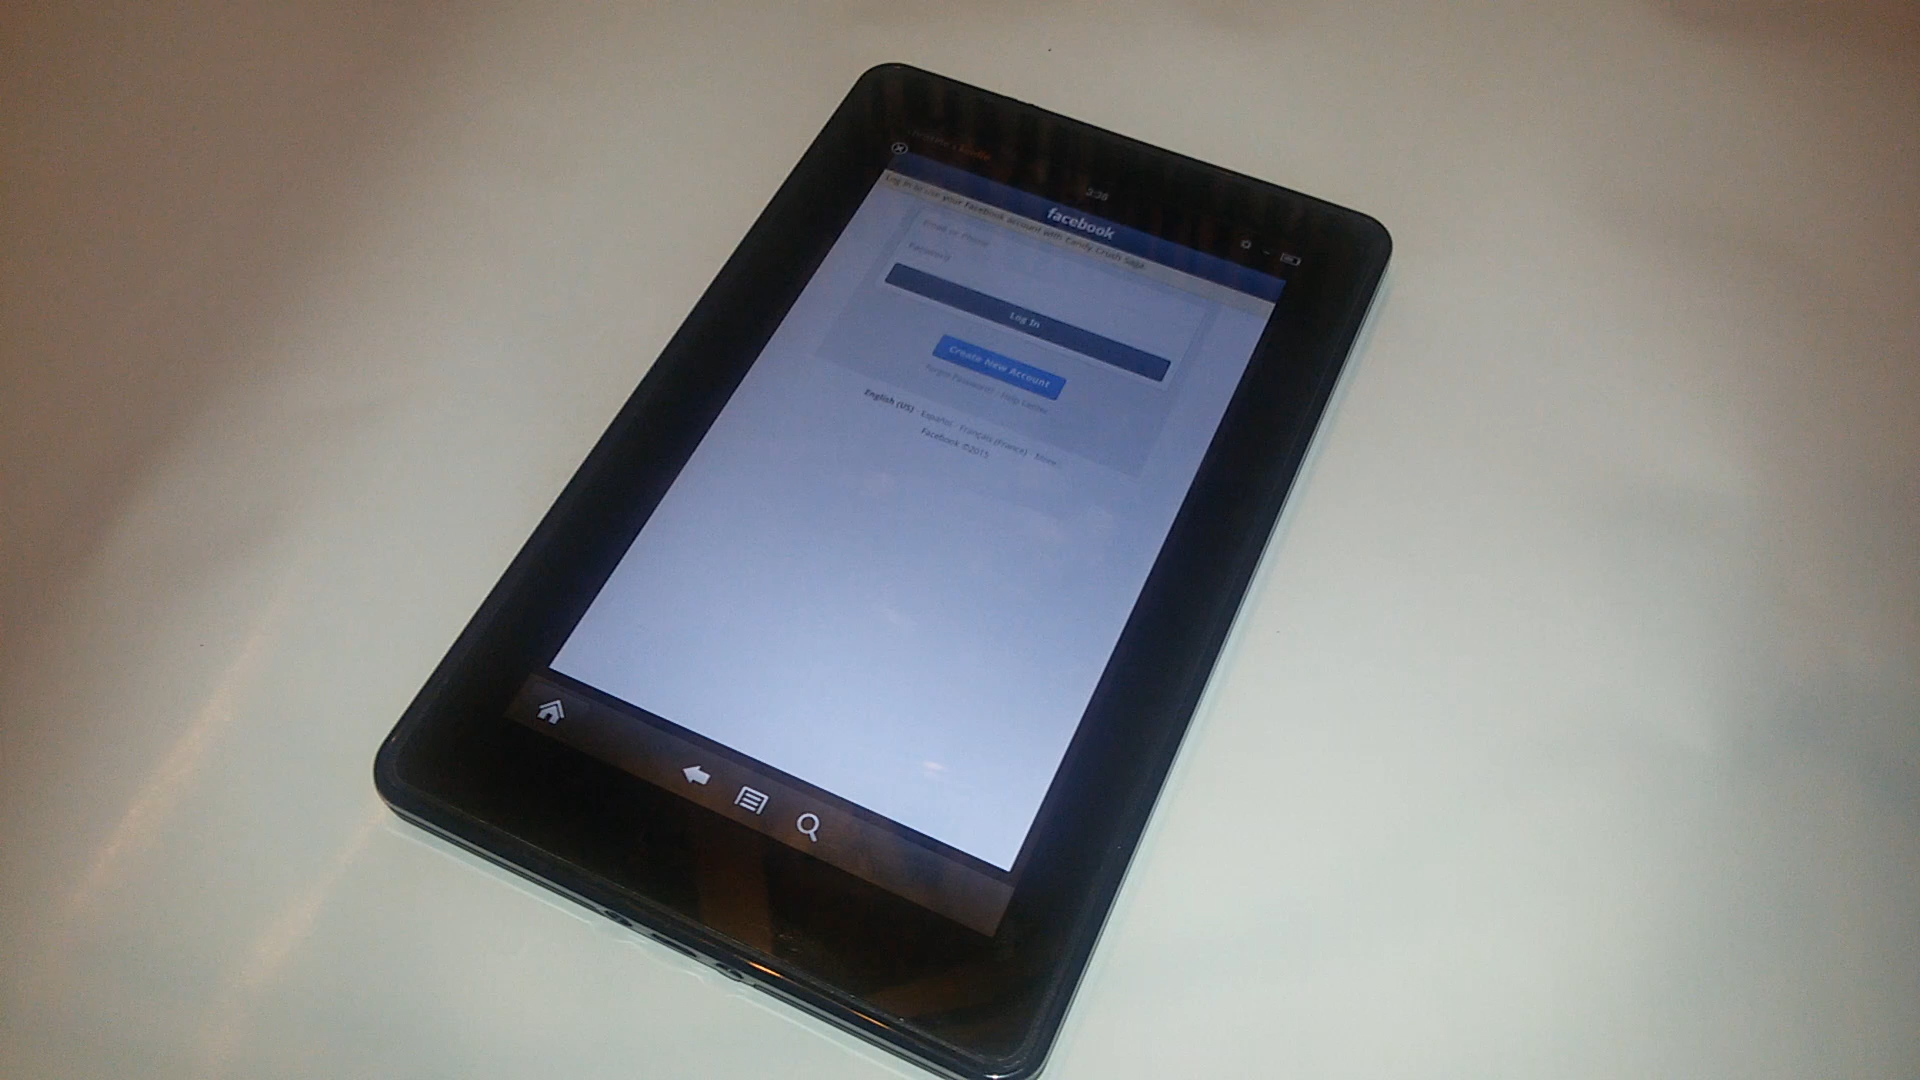 3:36
facebook
Log in to use your Facebook account with Candy Crush Saga.
Email or Phone
Password
Log In
Create New Account
Forgot Password? · Help Center
English (US) · Español · Français (France) · More…
Facebook ©2015